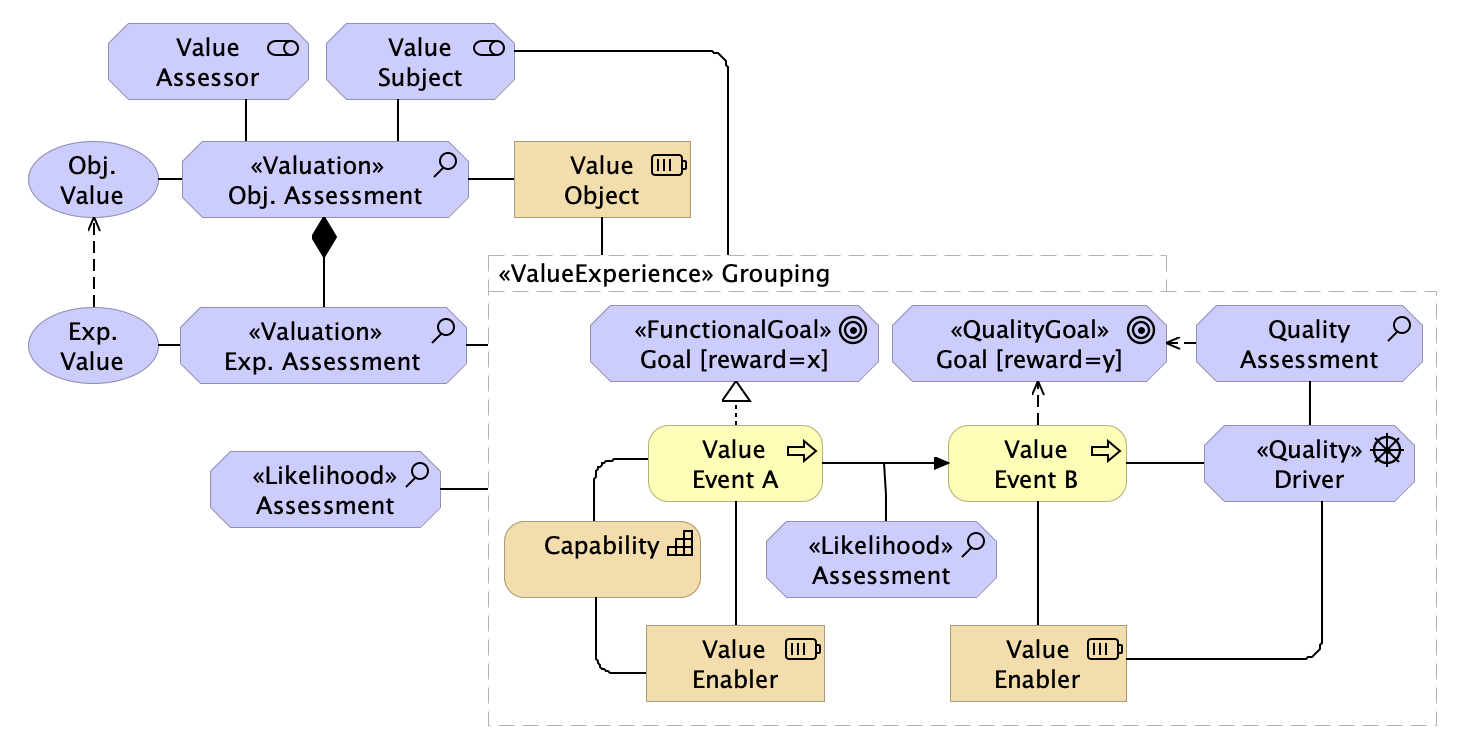 Value
Assessor
Value
Subject
Obj.
Value
«Valuation»
Obj. Assessment
Value
Object
«ValueExperience» Grouping
Exp.
Value
«Valuation»
Exp. Assessment
«FunctionalGoal»
Goal [reward=x]
«QualityGoal»
Goal [reward=y]
Quality
Assessment
«Likelihood»
Assessment
Value
Event A
Value
Event B
«Quality»
Driver
Capability
«Likelihood»
Assessment
Value
Enabler
Value
Enabler